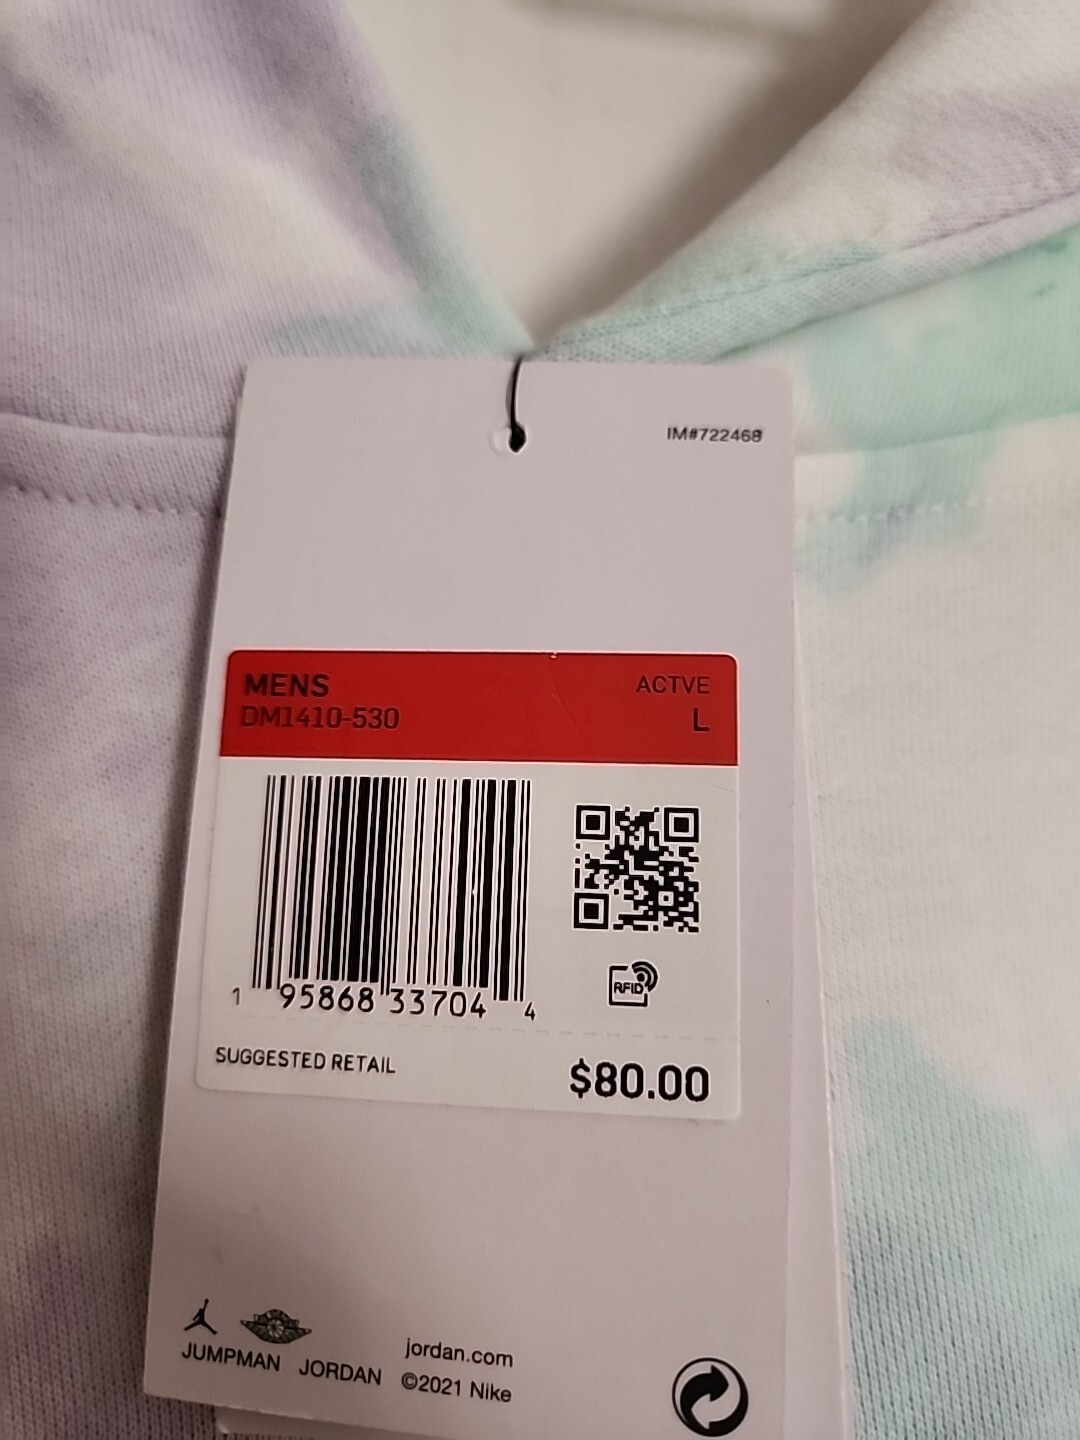 IM#722468
MENS ACTVE
DM1410-530 L
RFID
1 95868 33704 4
SUGGESTED RETAIL $80.00
JUMPMAN JORDAN
jordan.com
©2021 Nike